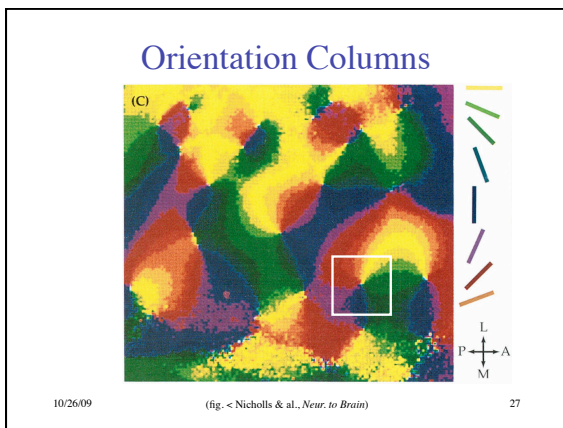 Orientation Columns
(C)
L
P A
M
10/26/09 (fig. < Nicholls & al., Neur. to Brain) 27